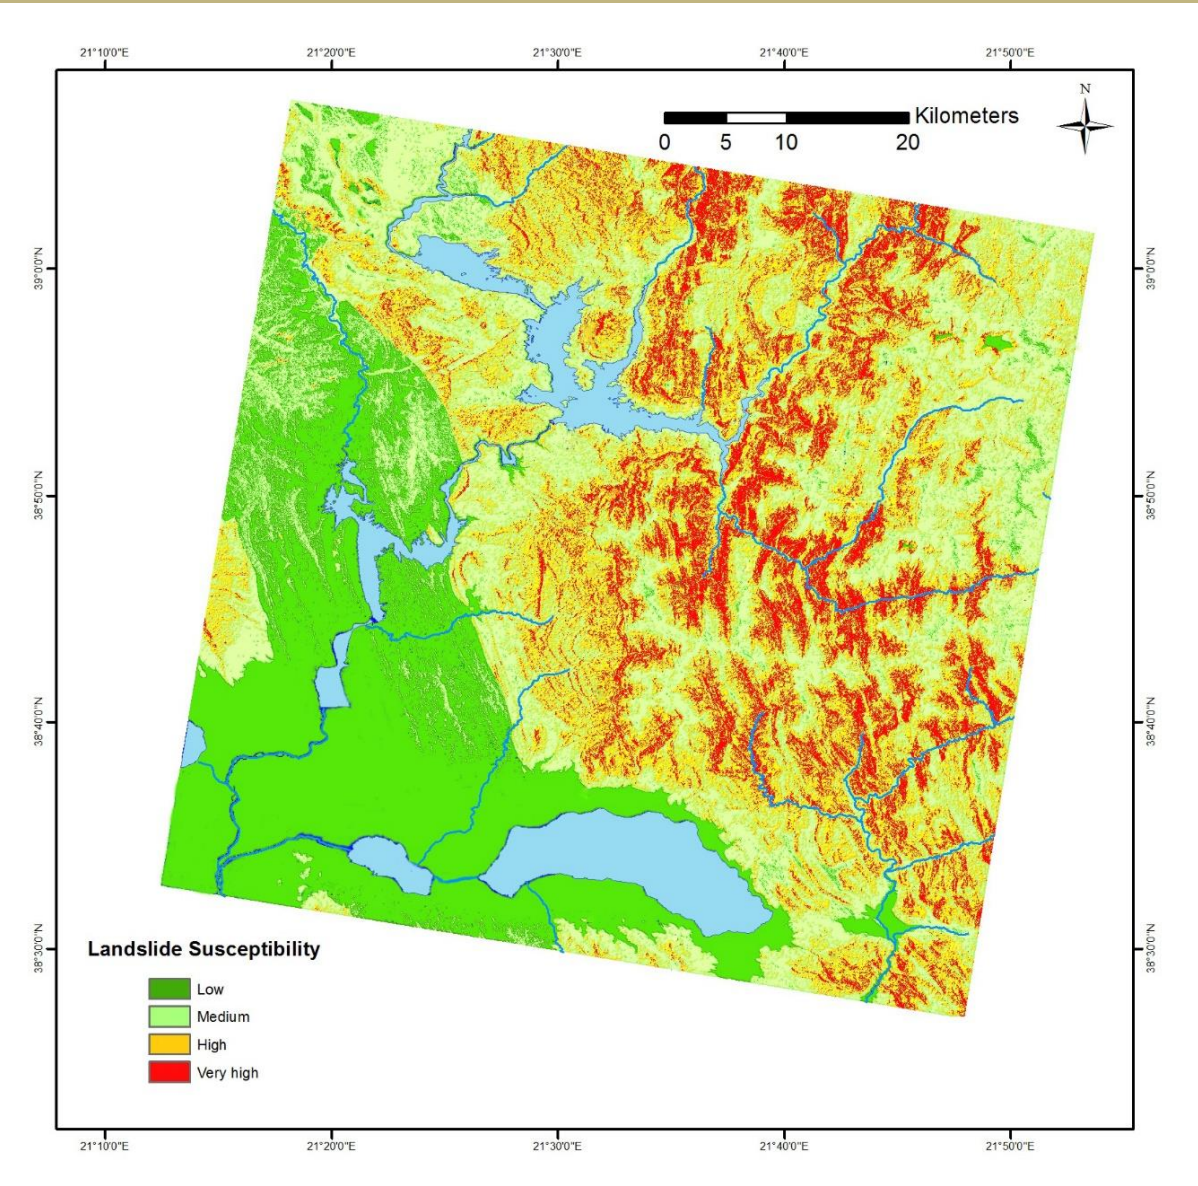 21°10'0"E 21°20'0"E 21°30'0"E 21°40'0"E 21°50'0"E
N
Kilometers
0 5 10 20
39°0'0"N 39°0'0"N
38°50'0"N 38°50'0"N
38°40'0"N 38°40'0"N
38°30'0"N 38°30'0"N
Landslide Susceptibility
Low
Medium
High
Very high
21°10'0"E 21°20'0"E 21°30'0"E 21°40'0"E 21°50'0"E